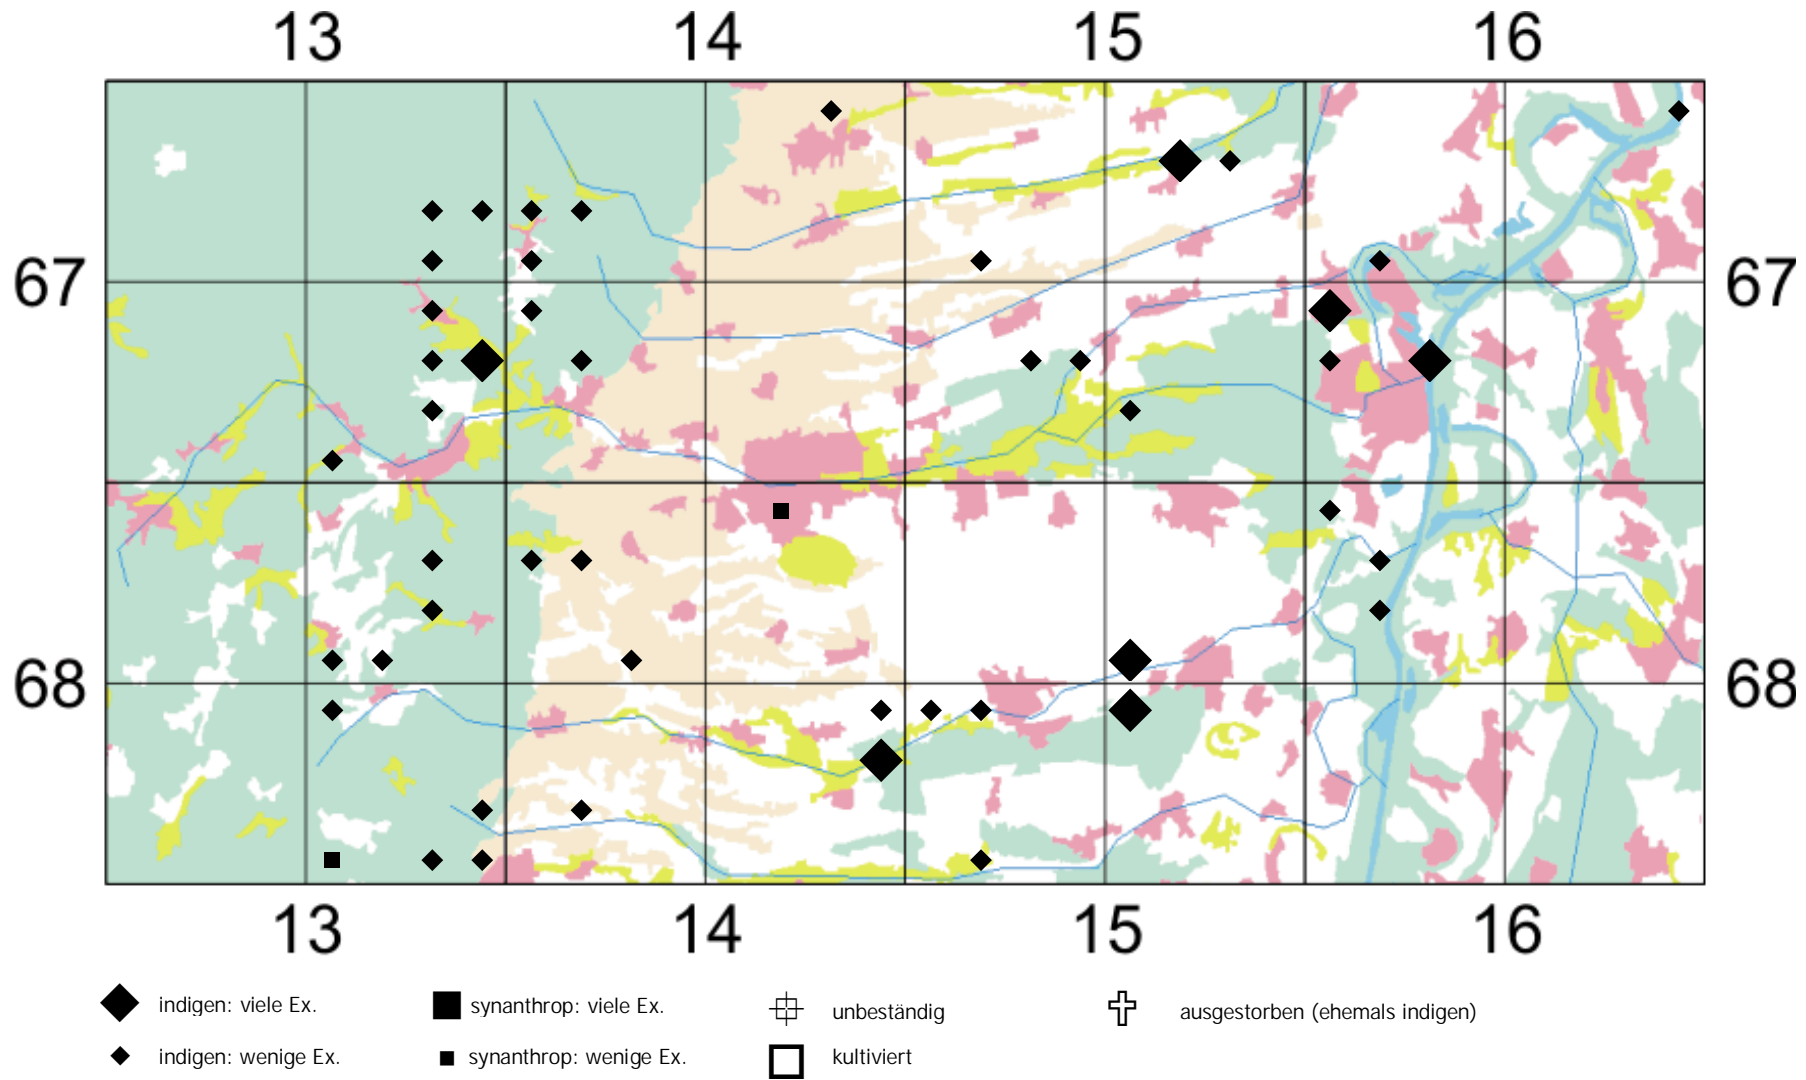 13 14 15 16
67 67
68 68
13 14 15 16
indigen: viele Ex. synanthrop: viele Ex. unbeständig ausgestorben (ehemals indigen)
indigen: wenige Ex. synanthrop: wenige Ex. kultiviert